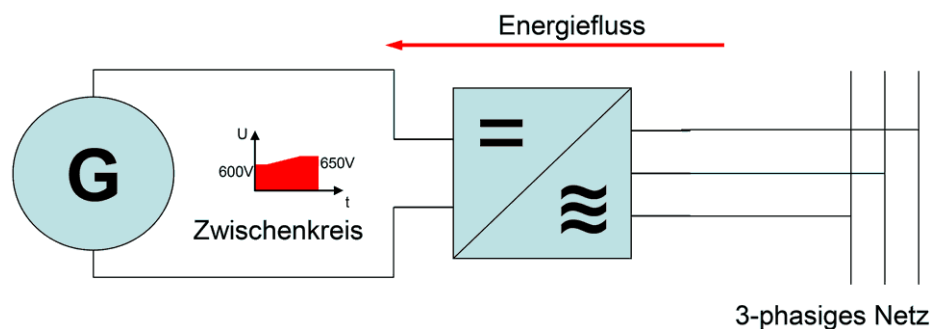 Energiefluss
G
U
600V
650V
t
Zwischenkreis
=
≋
3-phasiges Netz